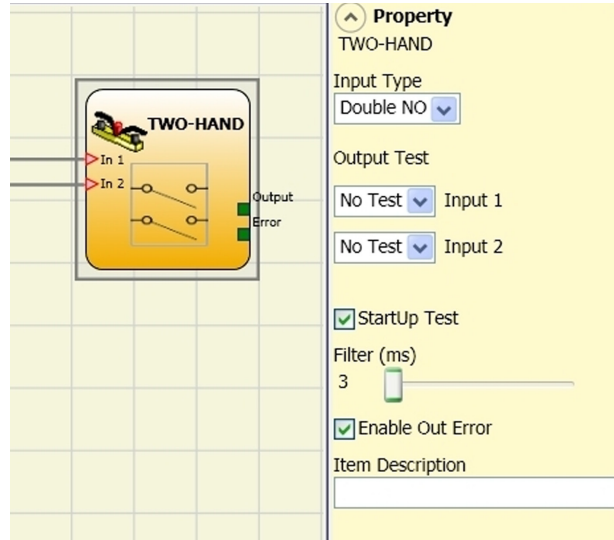 TWO-HAND
In 1
In 2
Output
Error
Property
TWO-HAND
Input Type
Double NO
Output Test
No Test Input 1
No Test Input 2
StartUp Test
Filter (ms)
3
Enable Out Error
Item Description